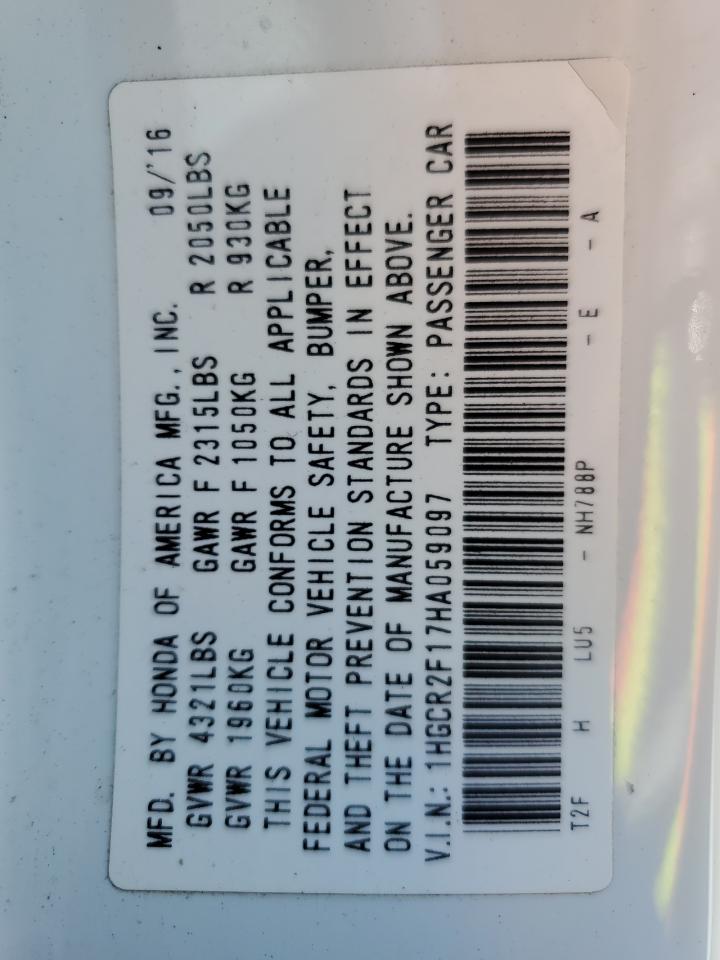 MFD. BY HONDA OF AMERICA MFG., INC. 09/'16
GVWR 4321LBS GAWR F 2315LBS R 2050LBS
GVWR 1960KG GAWR F 1050KG R 930KG
THIS VEHICLE CONFORMS TO ALL APPLICABLE
FEDERAL MOTOR VEHICLE SAFETY, BUMPER,
AND THEFT PREVENTION STANDARDS IN EFFECT
ON THE DATE OF MANUFACTURE SHOWN ABOVE.
V.I.N.: 1HGCR2F17HA059097 TYPE: PASSENGER CAR
T2F H LU5 - NH788P - E - A